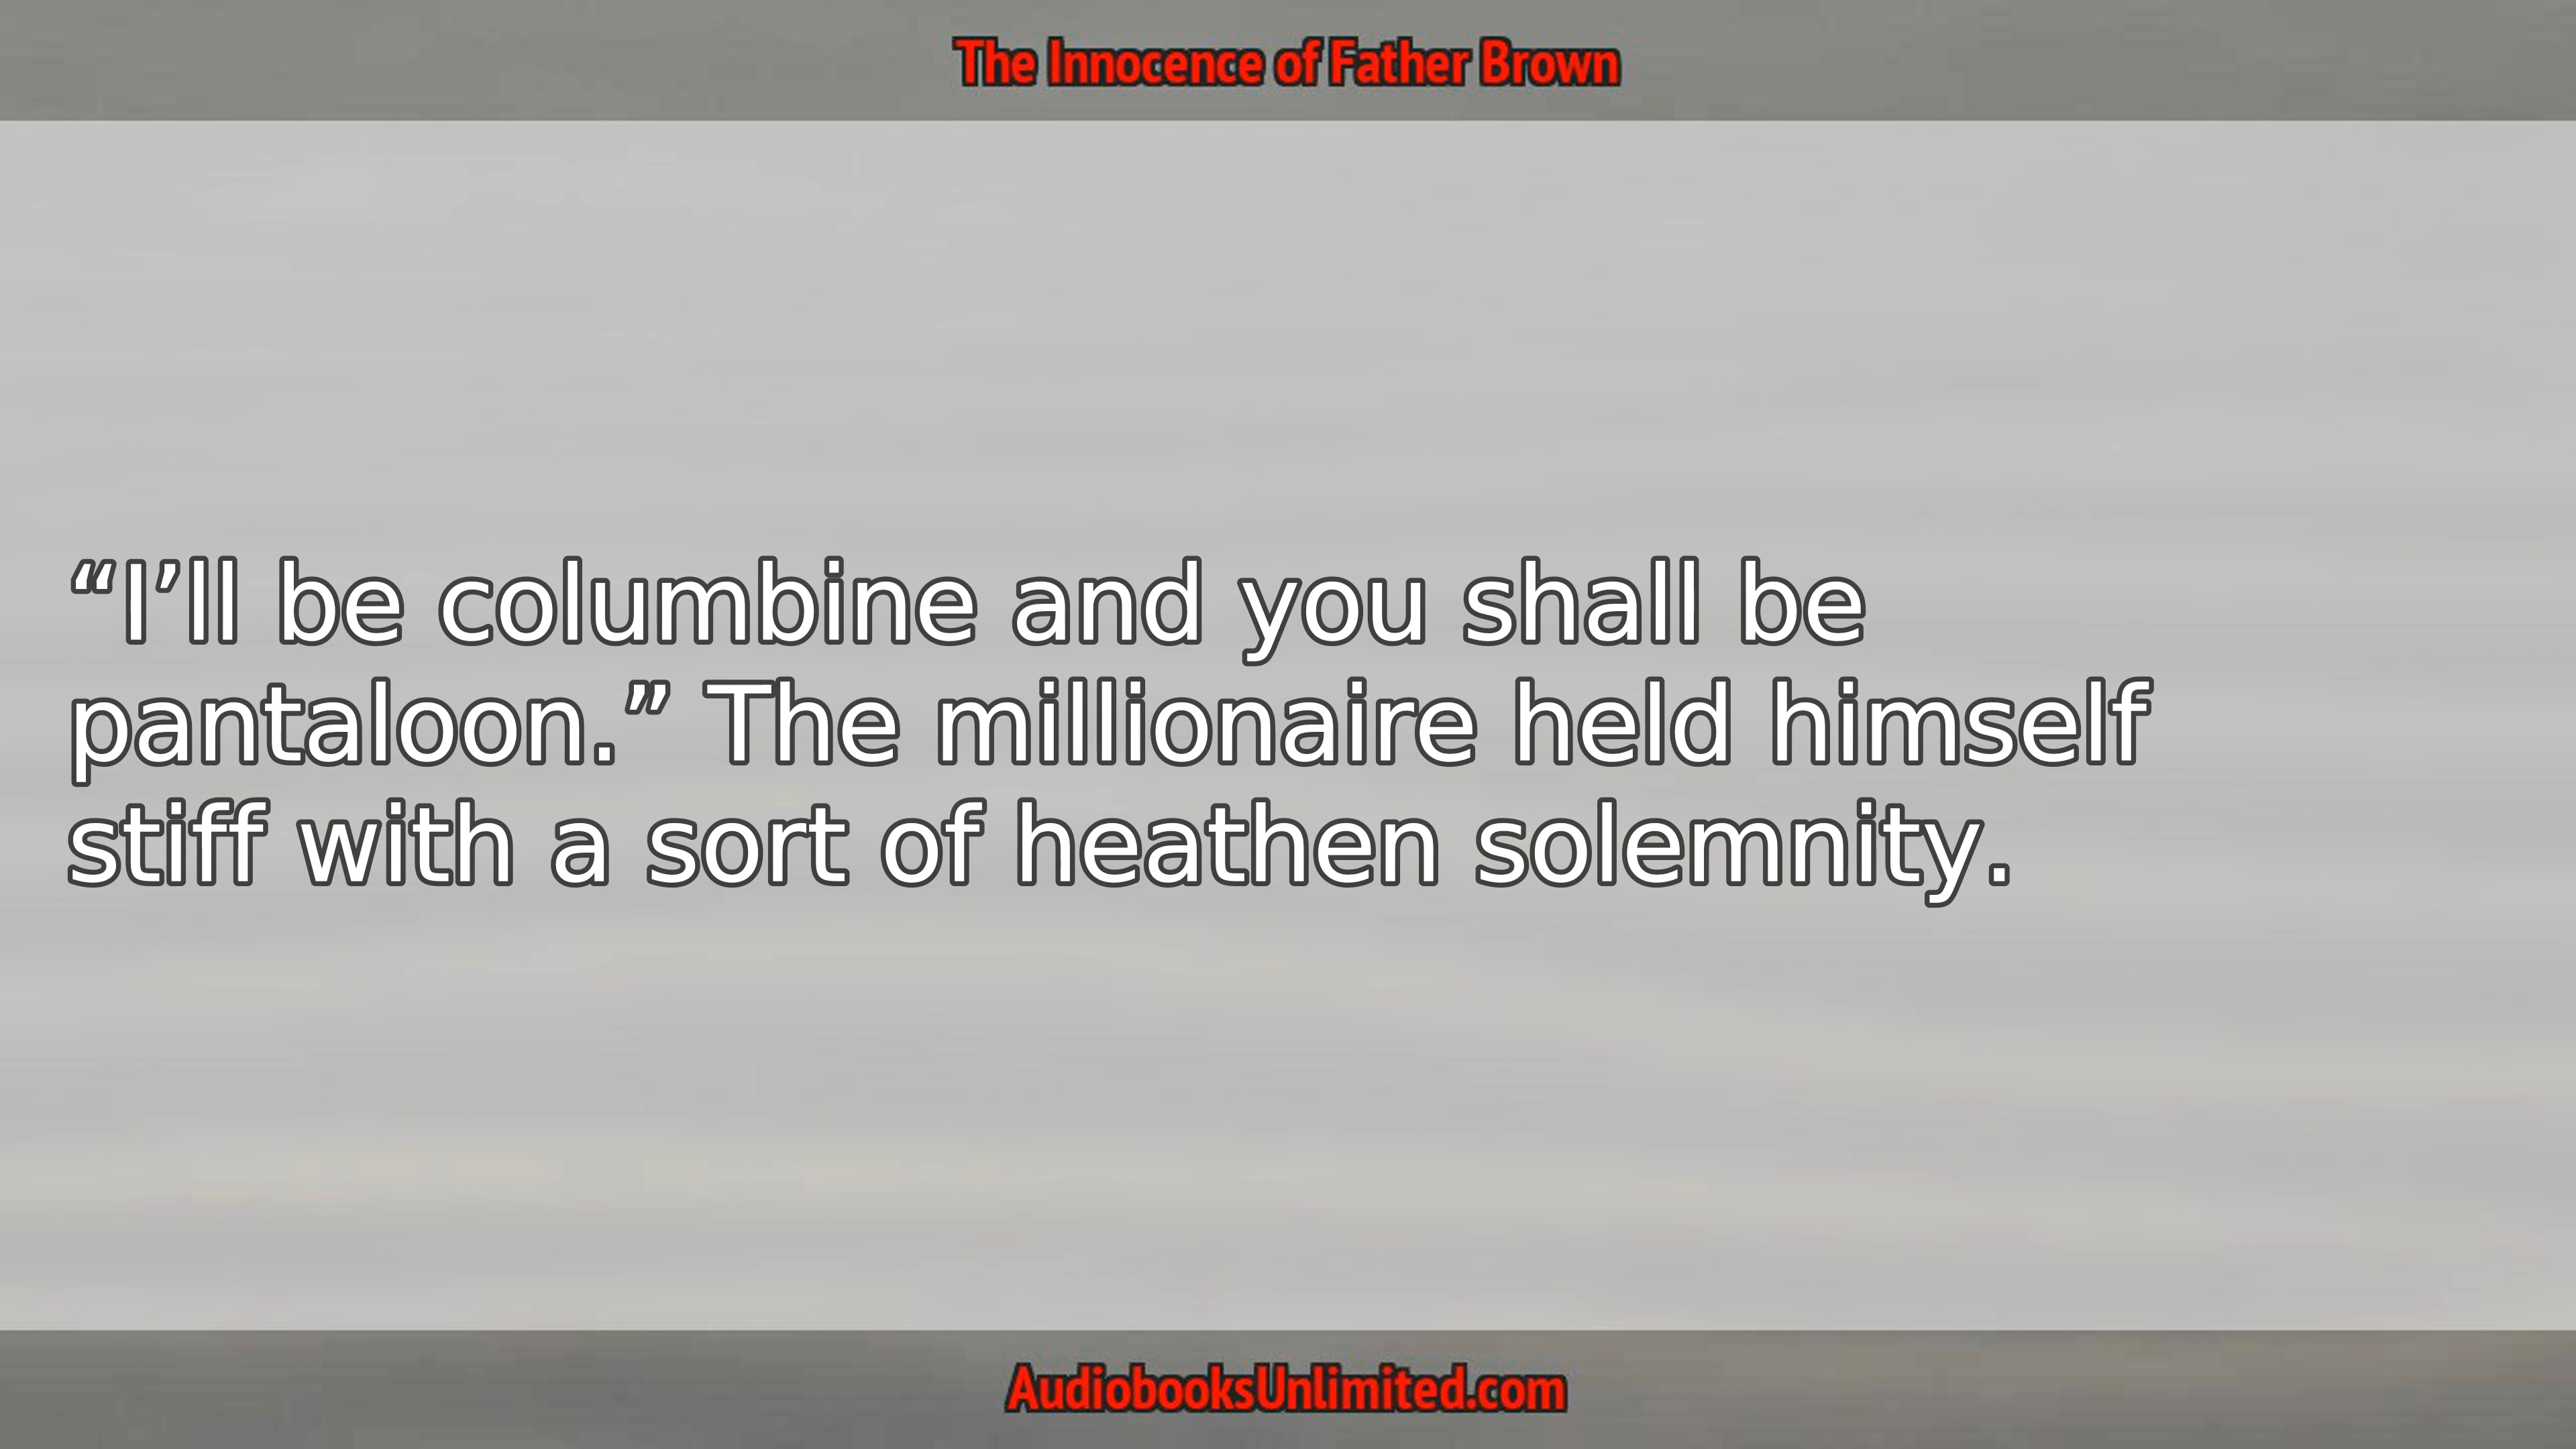 The Innocence of Father Brown
“I’ll be columbine and you shall be
pantaloon.” The millionaire held himself
stiff with a sort of heathen solemnity.
AudiobooksUnlimited.com